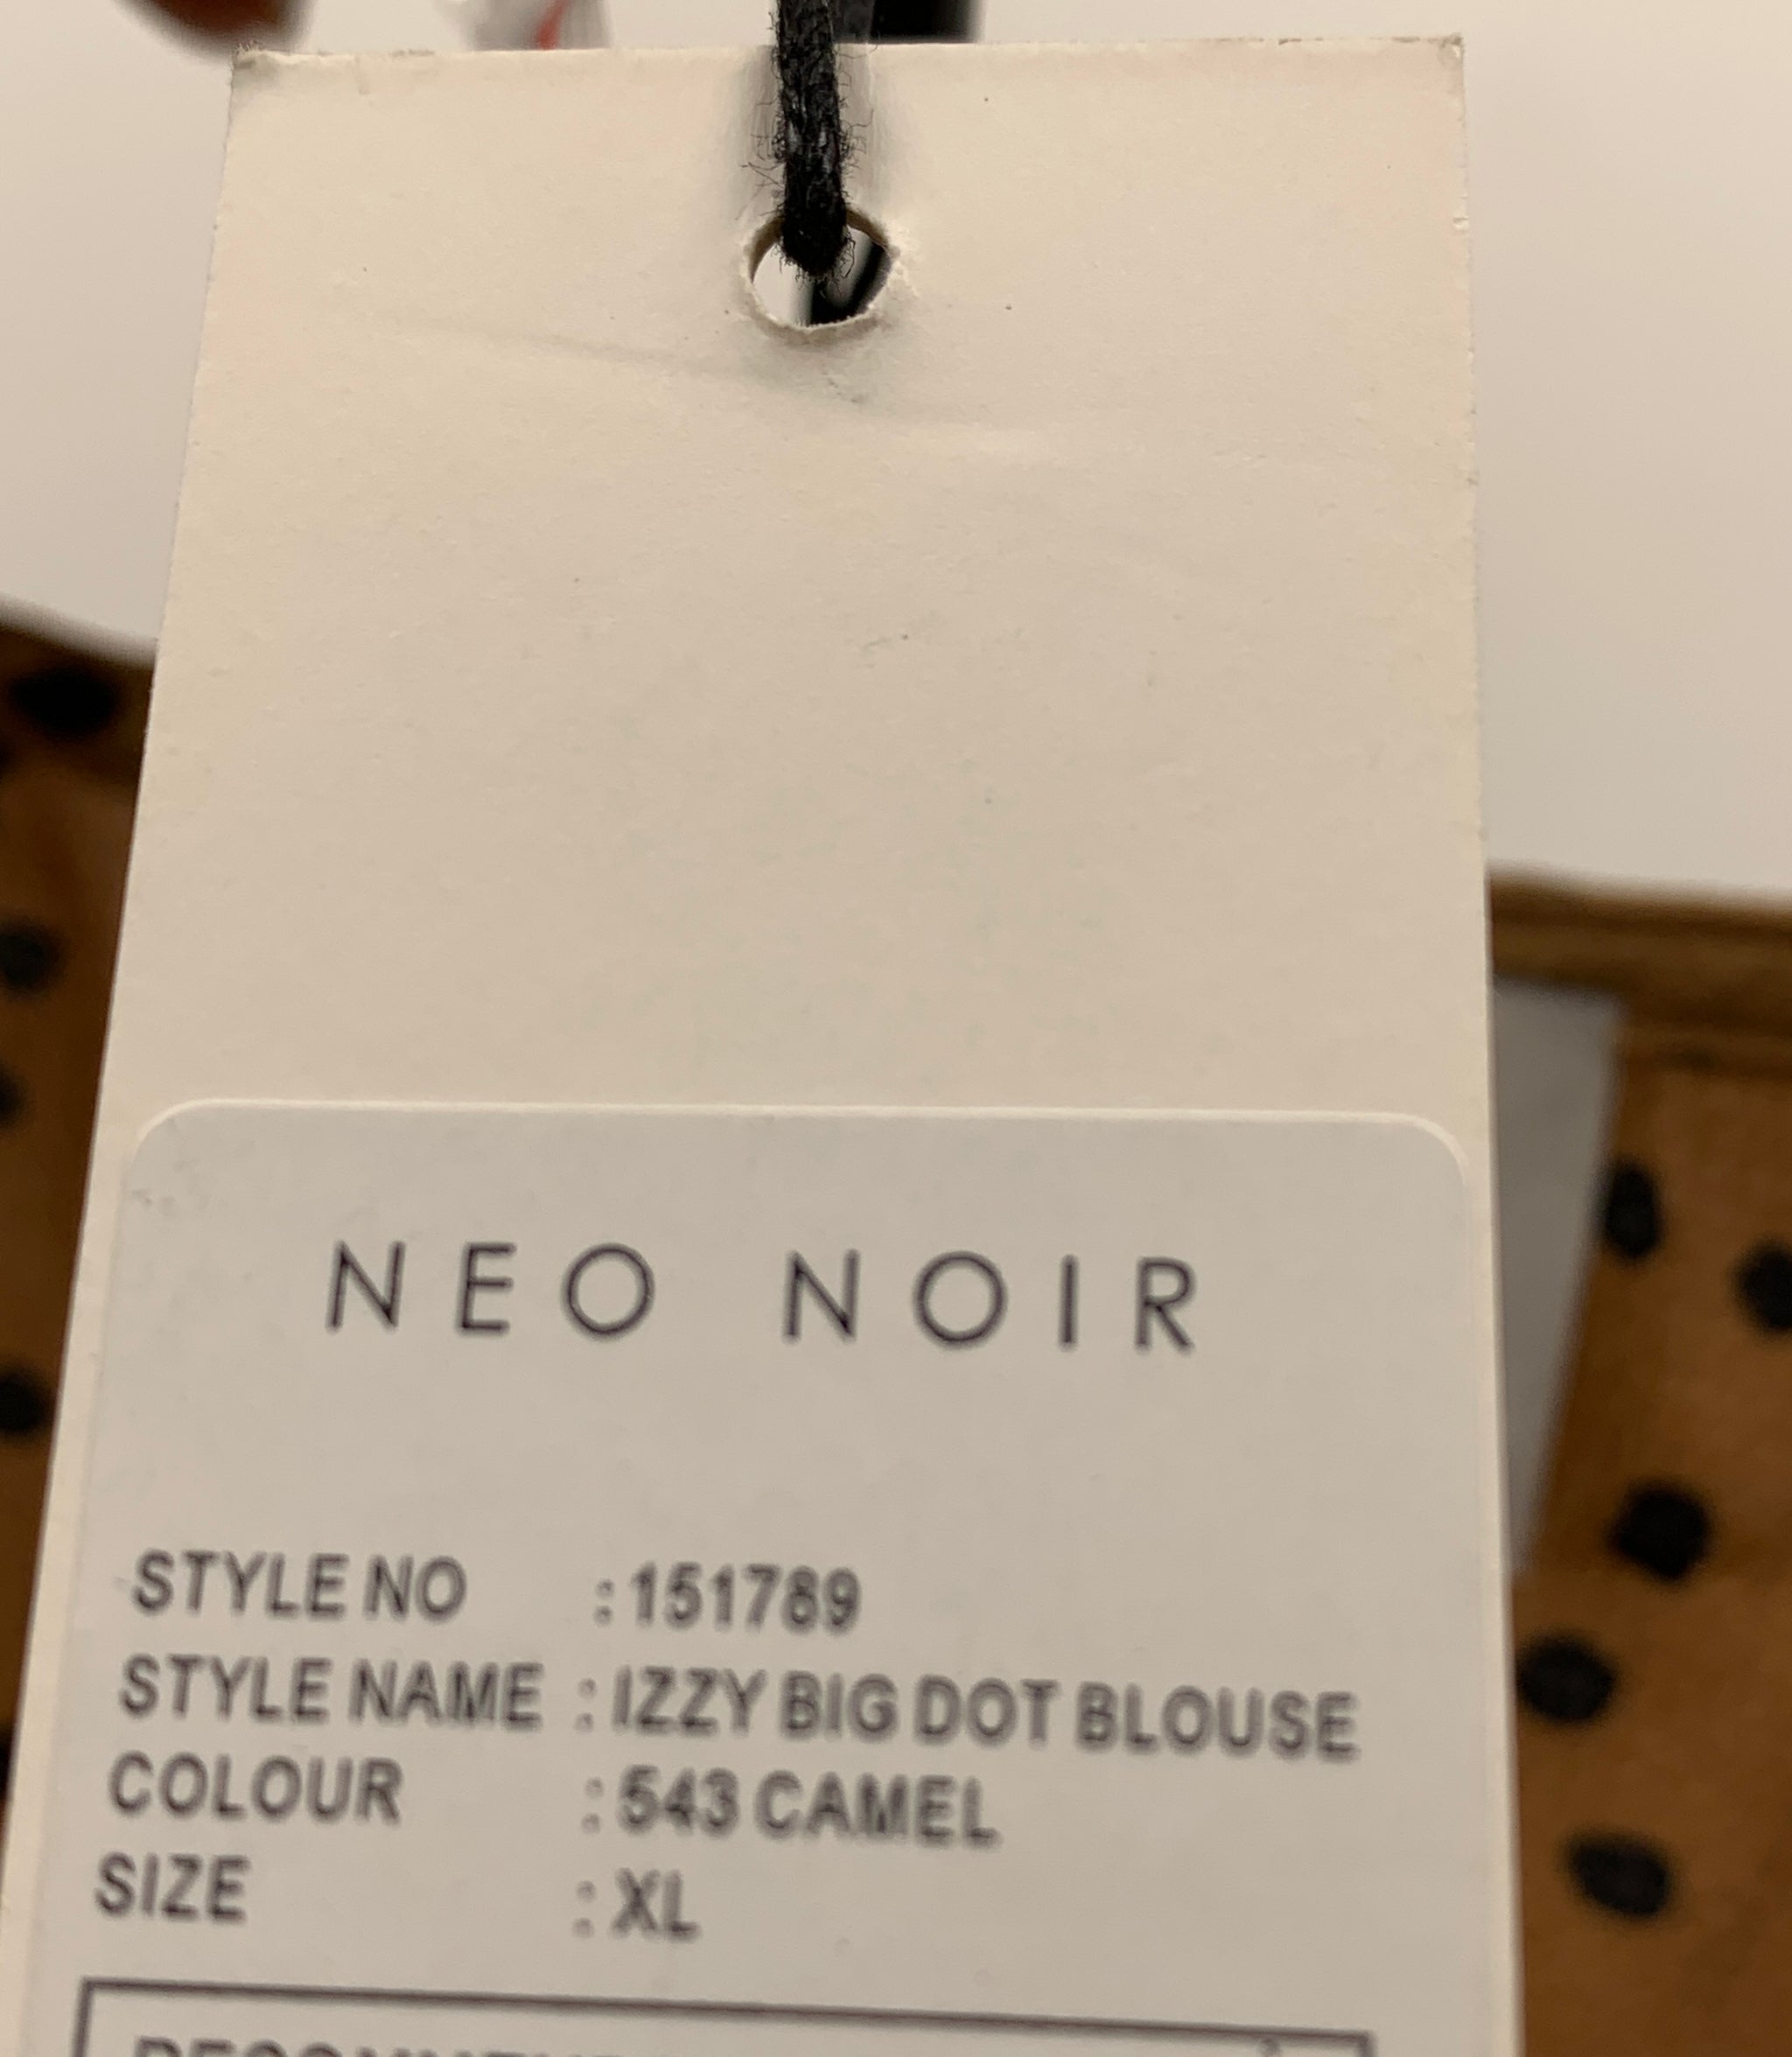 NEO NOIR
STYLE NO : 151789
STYLE NAME : IZZY BIG DOT BLOUSE
COLOUR : 543 CAMEL
SIZE : XL